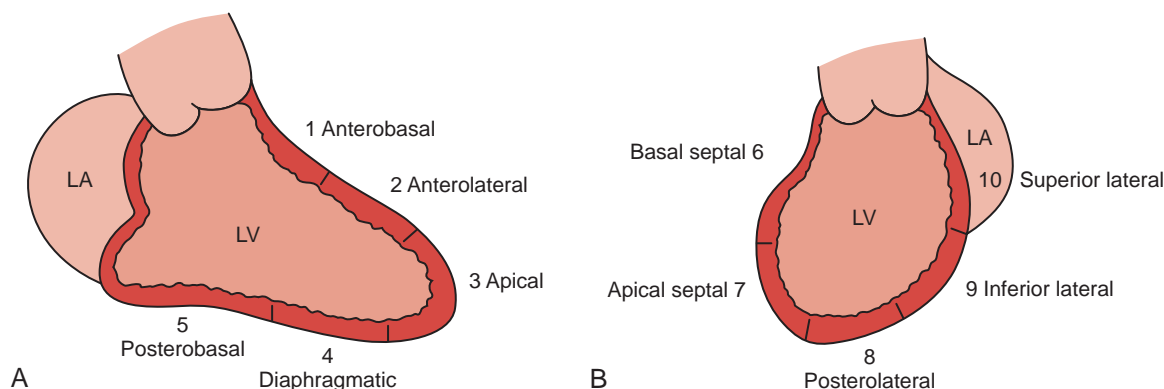 1 Anterobasal
2 Anterolateral
LA
LV
3 Apical
5
Posterobasal
4
Diaphragmatic
A
Basal septal 6
LA
10 Superior lateral
LV
Apical septal 7
9 Inferior lateral
8
Posterolateral
B